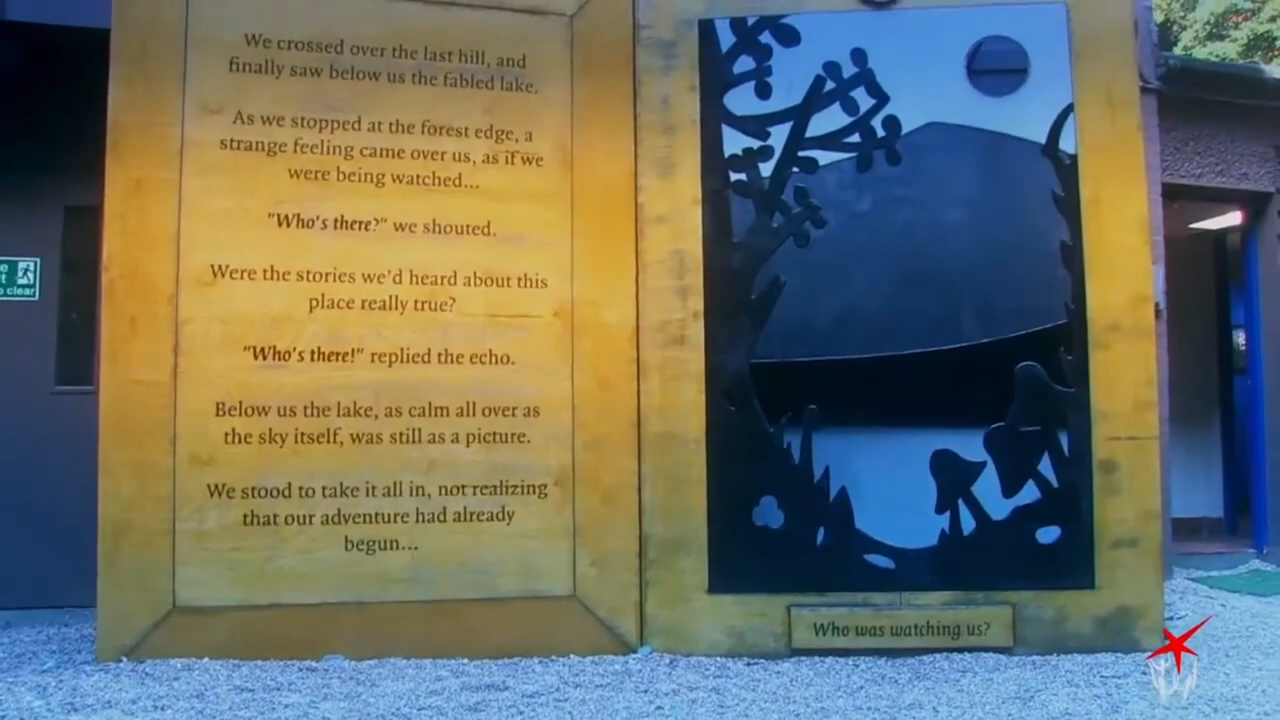 We crossed over the last hill, and
finally saw below us the fabled lake.
As we stopped at the forest edge, a
strange feeling came over us, as if we
were being watched...
"Who's there?" we shouted.
Were the stories we'd heard about this
place really true?
"Who's there!" replied the echo.
Below us the lake, as calm all over as
the sky itself, was still as a picture.
We stood to take it all in, not realizing
that our adventure had already
begun...
Who was watching us?
clear